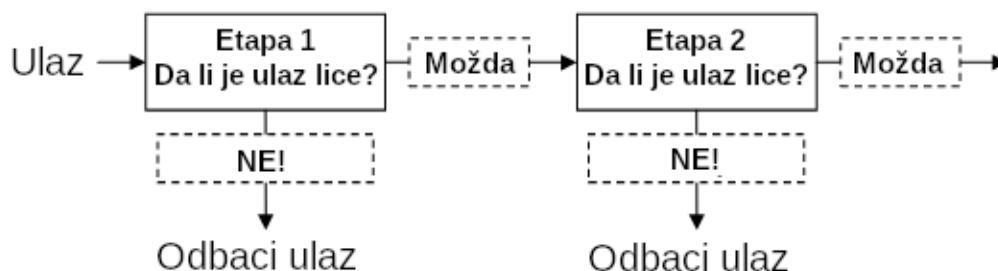 Ulaz
Etapa 1
Da li je ulaz lice?
Možda
Etapa 2
Da li je ulaz lice?
Možda
NE!
NE!
Odbaci ulaz
Odbaci ulaz